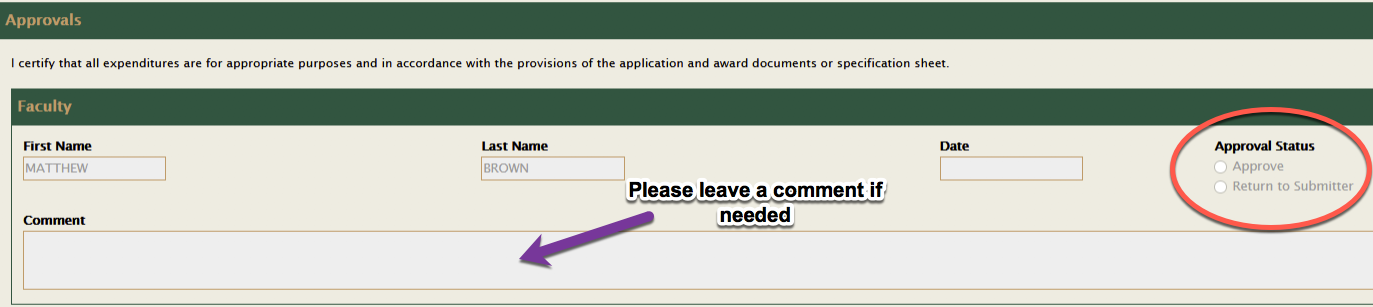 Approvals
I certify that all expenditures are for appropriate purposes and in accordance with the provisions of the application and award documents or specification sheet.
Faculty
First Name
MATTHEW
Last Name
BROWN
Date
Approval Status
Approve
Return to Submitter
Please leave a comment if
needed
Comment